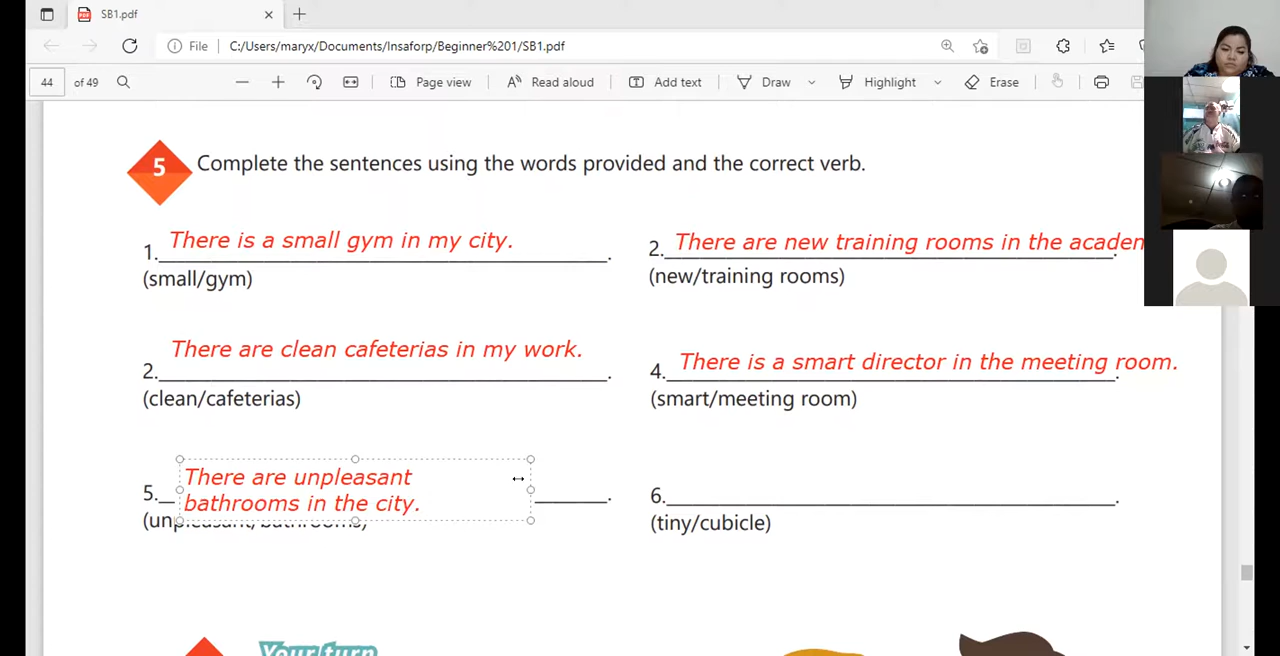 SB1.pdf
File C:/Users/maryx/Documents/Insaforp/Beginner%201/SB1.pdf
44 of 49 Page view Read aloud Add text Draw Highlight Erase
5 Complete the sentences using the words provided and the correct verb.
1. There is a small gym in my city.
(small/gym)
2. There are new training rooms in the academ
(new/training rooms)
2. There are clean cafeterias in my work.
(clean/cafeterias)
4. There is a smart director in the meeting room.
(smart/meeting room)
5. There are unpleasant
bathrooms in the city.
(unpleasant/bathrooms)
6.
(tiny/cubicle)
Your turn